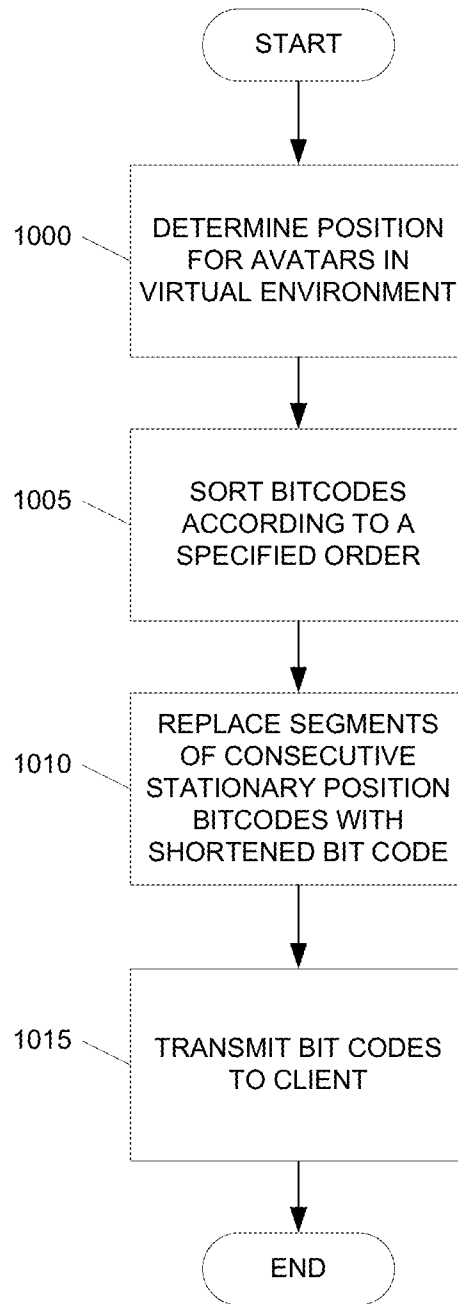 START
1000
DETERMINE POSITION
FOR AVATARS IN
VIRTUAL ENVIRONMENT
1005
SORT BITCODES
ACCORDING TO A
SPECIFIED ORDER
1010
REPLACE SEGMENTS
OF CONSECUTIVE
STATIONARY POSITION
BITCODES WITH
SHORTENED BIT CODE
1015
TRANSMIT BIT CODES
TO CLIENT
END